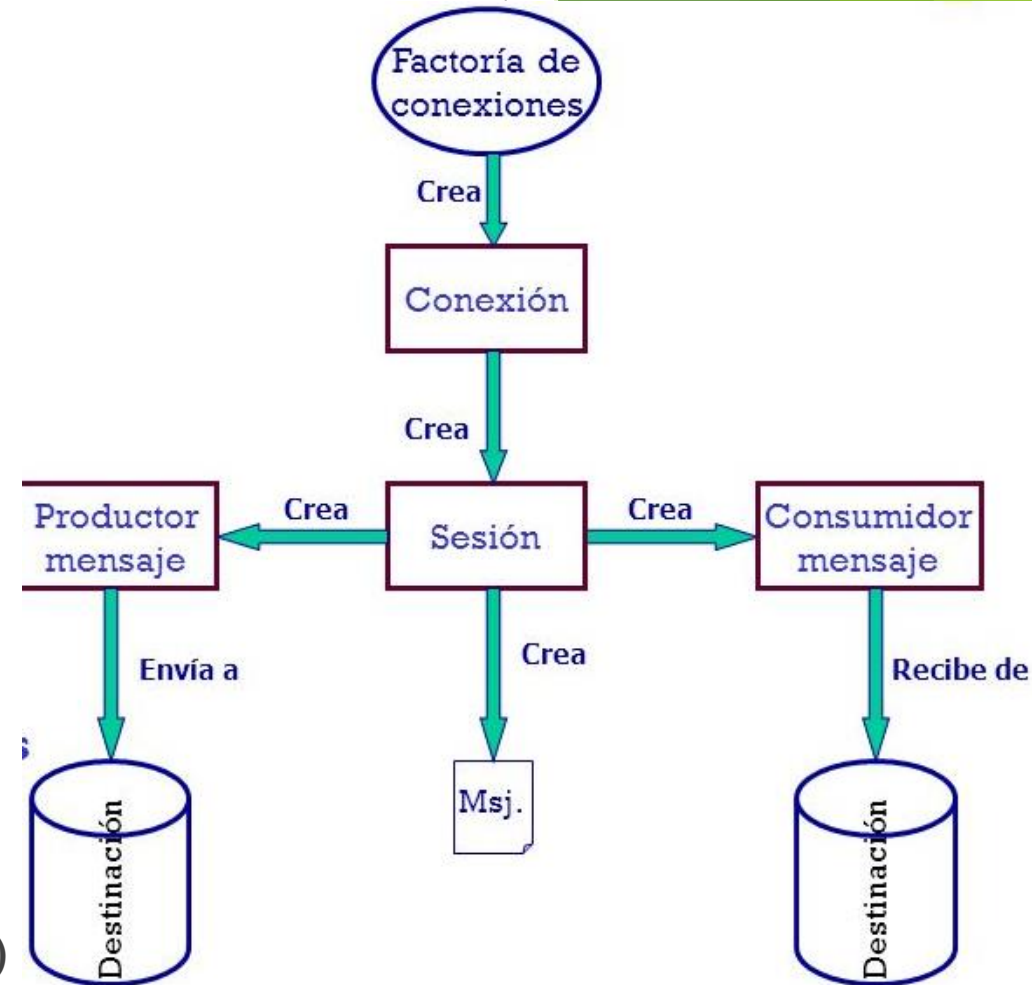 Factoría de
conexiones
Crea
Conexión
Crea
Productor
mensaje
Crea
Sesión
Crea
Consumidor
mensaje
Envía a
Crea
Recibe de
s
Msj.
Destinación
Destinación
)